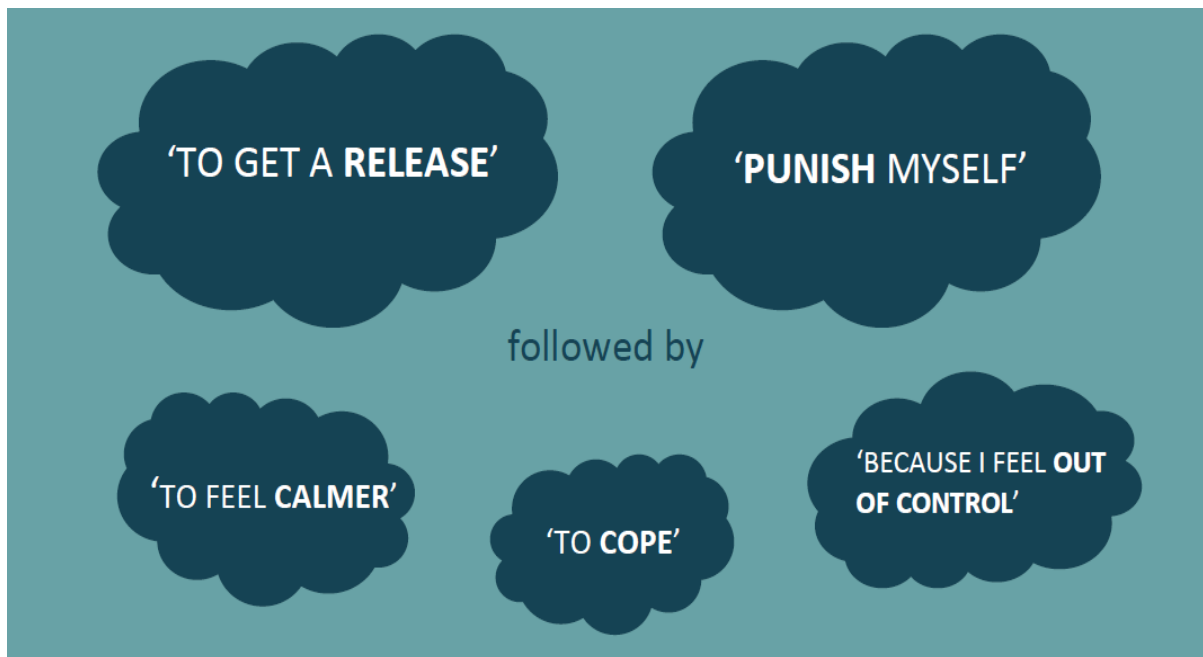 ‘TO GET A RELEASE’
‘PUNISH MYSELF’
followed by
‘TO FEEL CALMER’
‘TO COPE’
‘BECAUSE I FEEL OUT
OF CONTROL’